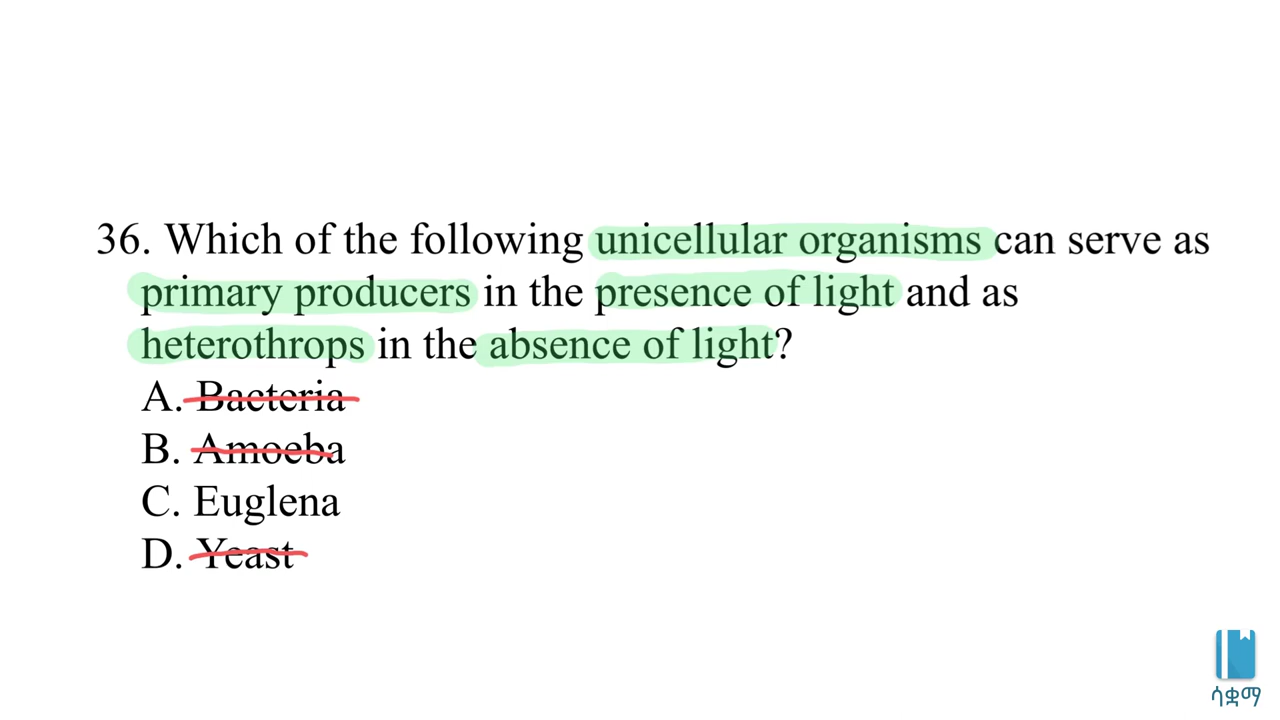 36. Which of the following unicellular organisms can serve as
primary producers in the presence of light and as
heterothrops in the absence of light?
A. Bacteria
B. Amoeba
C. Euglena
D. Yeast
ሳቋማ